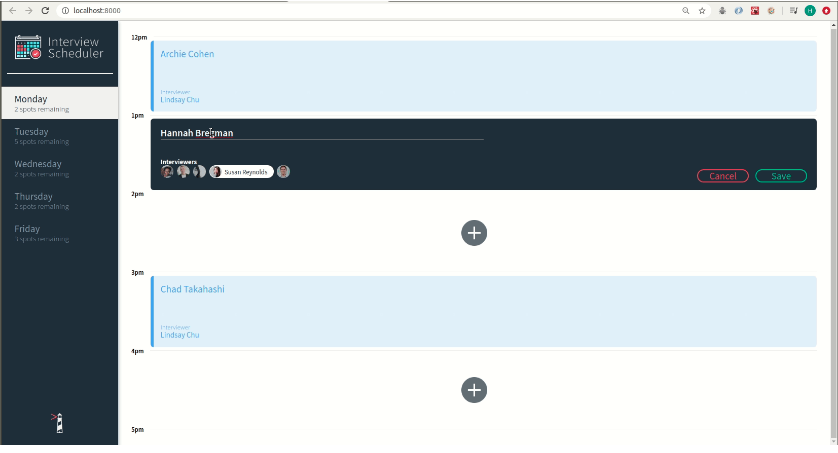 localhost:8000
H
Interview
Scheduler
Monday
2 spots remaining
Tuesday
5 spots remaining
Wednesday
2 spots remaining
Thursday
2 spots remaining
Friday
3 spots remaining
12pm
Archie Cohen
Interviewer
Lindsay Chu
1pm
Hannah Bregman
Interviewers
Susan Reynolds
Cancel
Save
2pm
3pm
Chad Takahashi
Interviewer
Lindsay Chu
4pm
5pm